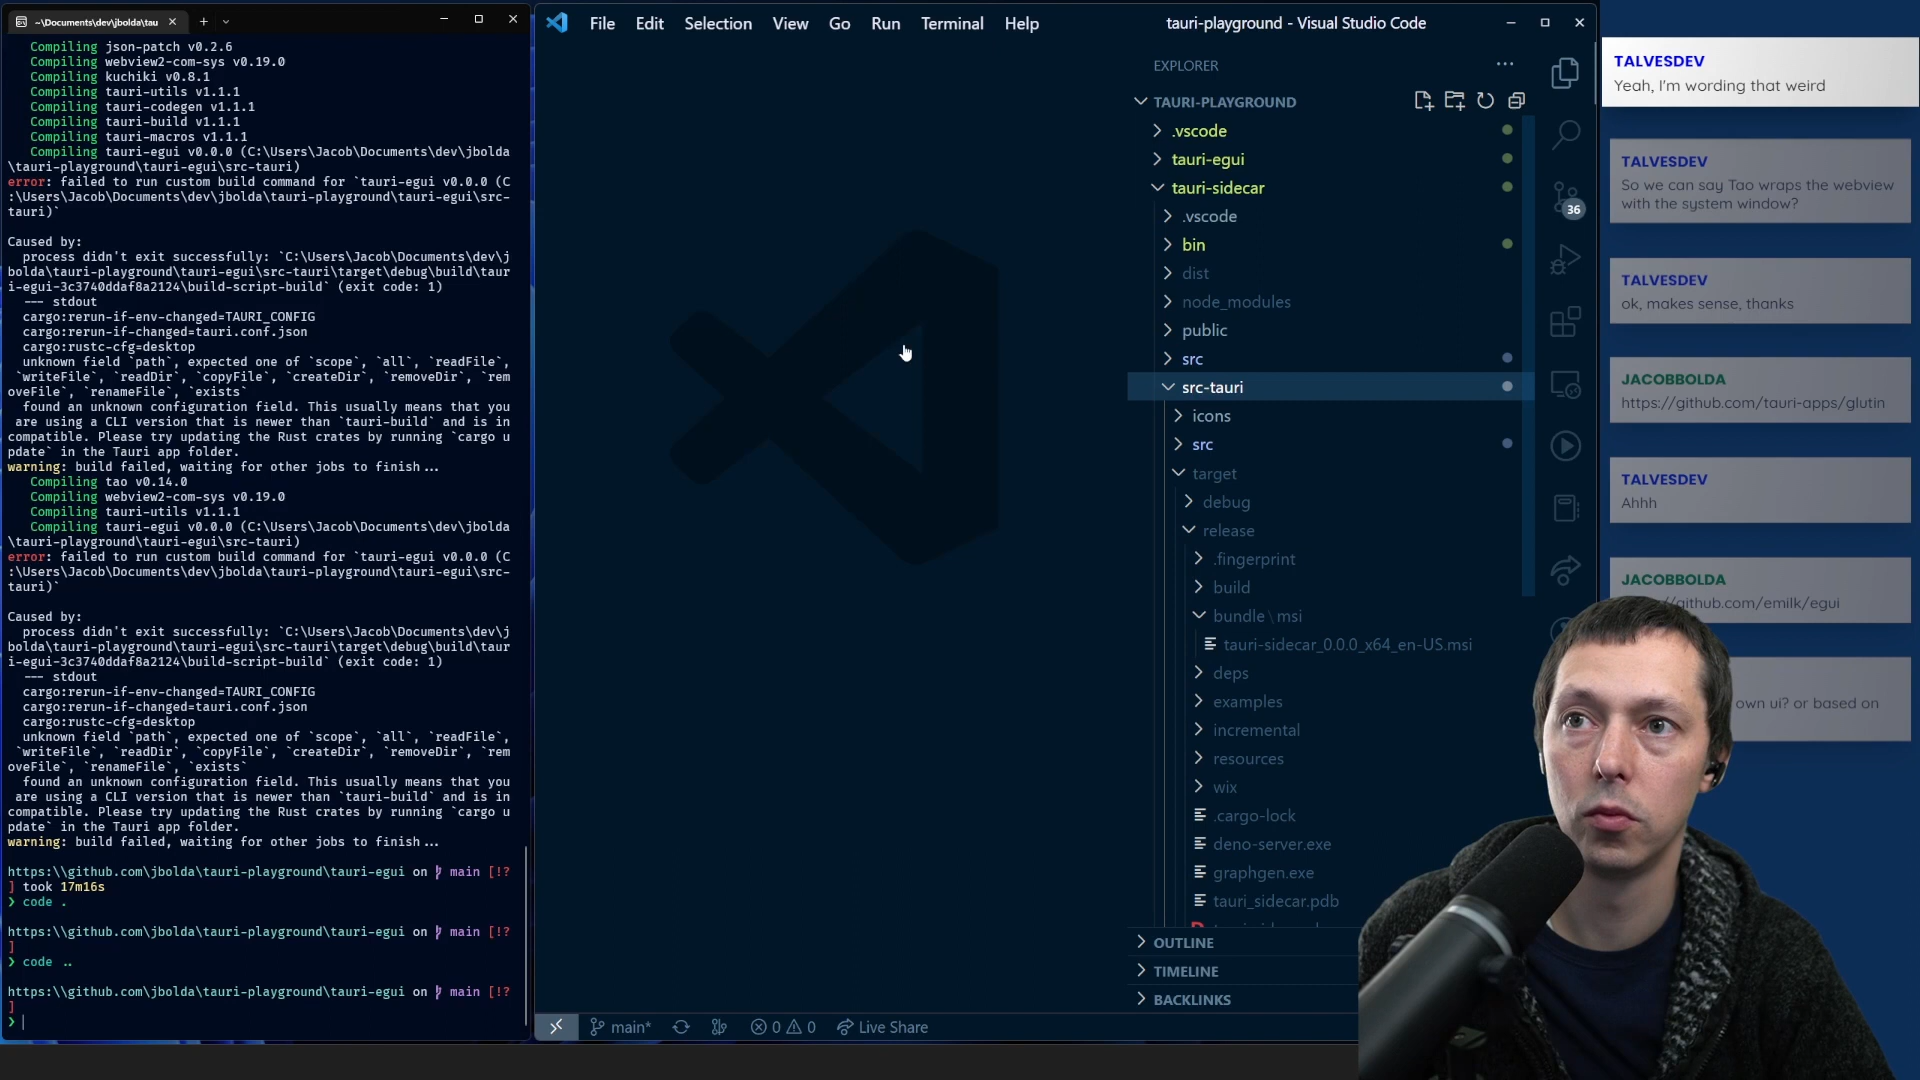 ~\Documents\dev\jbolda\tau
Compiling json-patch v0.2.6
Compiling webview2-com-sys v0.19.0
Compiling kuchiki v0.8.1
Compiling tauri-utils v1.1.1
Compiling tauri-codegen v1.1.1
Compiling tauri-build v1.1.1
Compiling tauri-macros v1.1.1
Compiling tauri-egui v0.0.0 (C:\Users\Jacob\Documents\dev\jbolda
\tauri-playground\tauri-egui\src-tauri)
error: failed to run custom build command for `tauri-egui v0.0.0 (C
:\Users\Jacob\Documents\dev\jbolda\tauri-playground\tauri-egui\src-
tauri)`
Caused by:
process didn't exit successfully: `C:\Users\Jacob\Documents\dev\j
bolda\tauri-playground\tauri-egui\src-tauri\target\debug\build\taur
i-egui-3c3740ddaf8a2124\build-script-build` (exit code: 1)
--- stdout
cargo:rerun-if-env-changed=TAURI_CONFIG
cargo:rerun-if-changed=tauri.conf.json
cargo:rustc-cfg=desktop
unknown field `path`, expected one of `scope`, `all`, `readFile`,
`writeFile`, `readDir`, `copyFile`, `createDir`, `removeDir`, `rem
oveFile`, `renameFile`, `exists`
found an unknown configuration field. This usually means that you
are using a CLI version that is newer than `tauri-build` and is in
compatible. Please try updating the Rust crates by running `cargo u
pdate` in the Tauri app folder.
warning: build failed, waiting for other jobs to finish...
Compiling tao v0.14.0
Compiling webview2-com-sys v0.19.0
Compiling tauri-utils v1.1.1
Compiling tauri-egui v0.0.0 (C:\Users\Jacob\Documents\dev\jbolda
\tauri-playground\tauri-egui\src-tauri)
error: failed to run custom build command for `tauri-egui v0.0.0 (C
:\Users\Jacob\Documents\dev\jbolda\tauri-playground\tauri-egui\src-
tauri)`
Caused by:
process didn't exit successfully: `C:\Users\Jacob\Documents\dev\j
bolda\tauri-playground\tauri-egui\src-tauri\target\debug\build\taur
i-egui-3c3740ddaf8a2124\build-script-build` (exit code: 1)
--- stdout
cargo:rerun-if-env-changed=TAURI_CONFIG
cargo:rerun-if-changed=tauri.conf.json
cargo:rustc-cfg=desktop
unknown field `path`, expected one of `scope`, `all`, `readFile`,
`writeFile`, `readDir`, `copyFile`, `createDir`, `removeDir`, `rem
oveFile`, `renameFile`, `exists`
found an unknown configuration field. This usually means that you
are using a CLI version that is newer than `tauri-build` and is in
compatible. Please try updating the Rust crates by running `cargo u
pdate` in the Tauri app folder.
warning: build failed, waiting for other jobs to finish...
https:\\github.com\jbolda\tauri-playground\tauri-egui on main [!?
] took 17m16s
❯ code .
https:\\github.com\jbolda\tauri-playground\tauri-egui on main [!?
]
❯ code ..
https:\\github.com\jbolda\tauri-playground\tauri-egui on main [!?
]
❯
File Edit Selection View Go Run Terminal Help
tauri-playground - Visual Studio Code
EXPLORER
TAURI-PLAYGROUND
.vscode
tauri-egui
tauri-sidecar
.vscode
bin
dist
node_modules
public
src
src-tauri
icons
src
target
debug
release
.fingerprint
build
bundle\msi
tauri-sidecar_0.0.0_x64_en-US.msi
deps
examples
incremental
resources
wix
.cargo-lock
deno-server.exe
graphgen.exe
tauri_sidecar.pdb
OUTLINE
TIMELINE
BACKLINKS
36
main* 0 0 Live Share
TALVESDEV
Yeah, I'm wording that weird
TALVESDEV
So we can say Tao wraps the webview
with the system window?
TALVESDEV
ok, makes sense, thanks
JACOBBOLDA
https://github.com/tauri-apps/glutin
TALVESDEV
Ahhh
JACOBBOLDA
github.com/emilk/egui
own ui? or based on